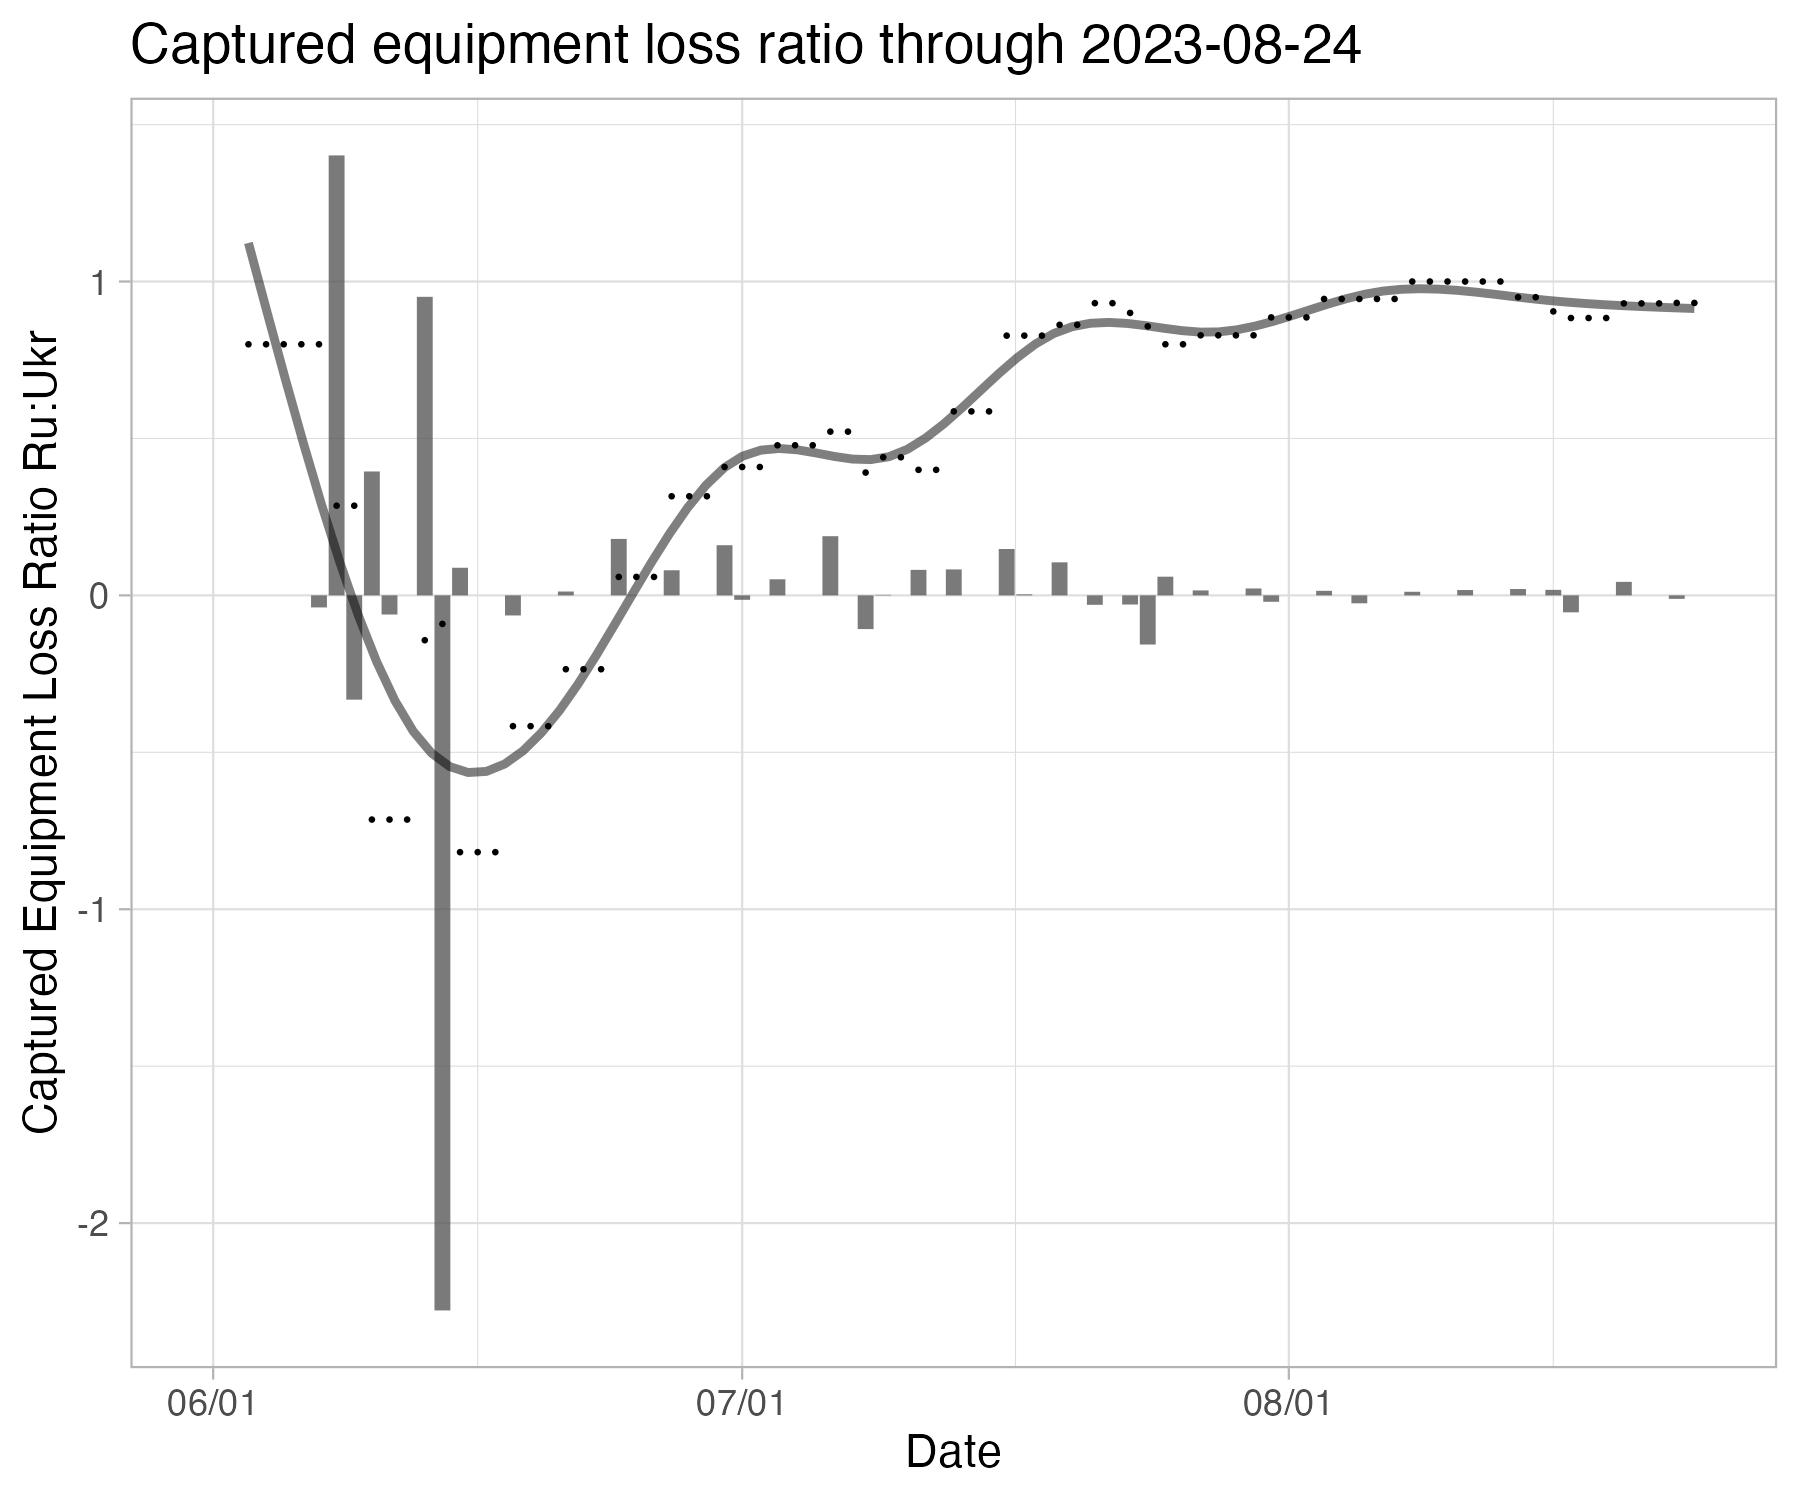 Captured equipment loss ratio through 2023-08-24
Captured Equipment Loss Ratio Ru:Ukr
1
0
-1
-2
06/01
07/01
08/01
Date